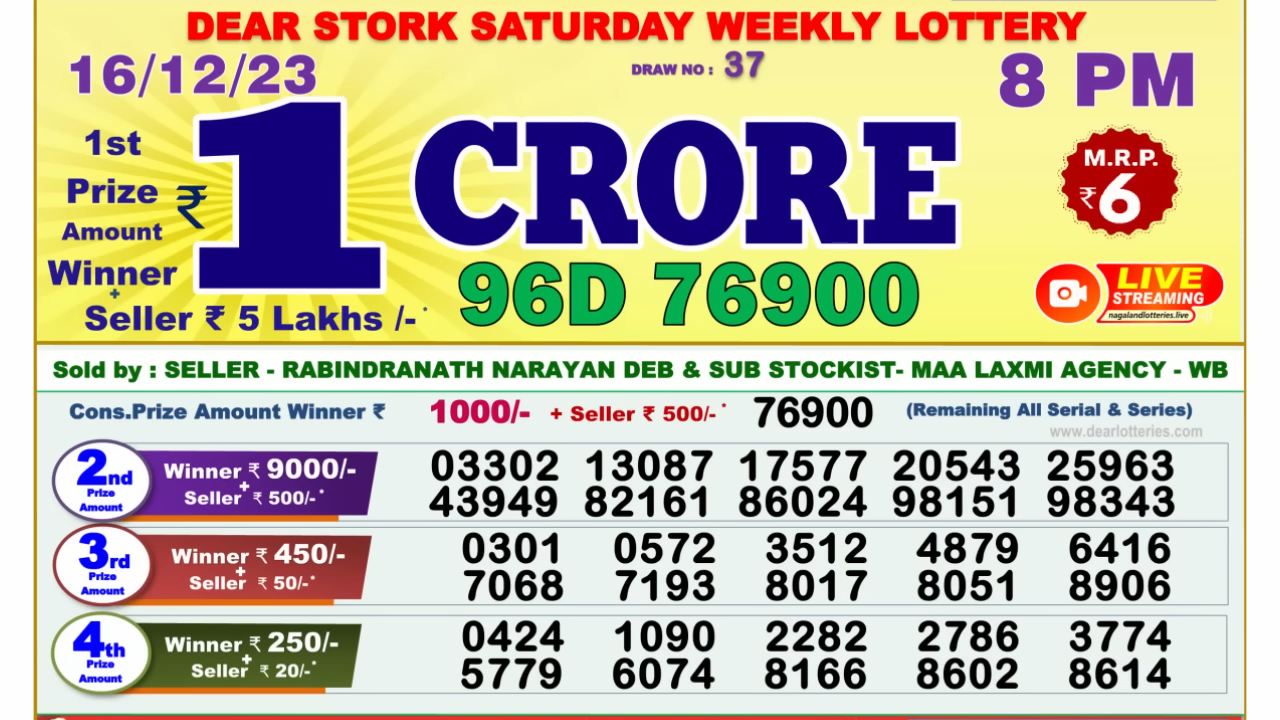 DEAR STORK SATURDAY WEEKLY LOTTERY
16/12/23
DRAW NO : 37
8 PM
1st
Prize
Amount
Winner
+
Seller ₹ 5 Lakhs /-*
₹ 1 CRORE
96D 76900
M.R.P.
₹ 6
LIVE
STREAMING
nagalandlotteries.live
Sold by : SELLER - RABINDRANATH NARAYAN DEB & SUB STOCKIST- MAA LAXMI AGENCY - WB
Cons.Prize Amount Winner ₹ 1000/- + Seller ₹ 500/-* 76900 (Remaining All Serial & Series)
www.dearlotteries.com
2nd
Prize
Amount
Winner ₹ 9000/-
+
Seller ₹ 500/-*
03302 13087 17577 20543 25963
43949 82161 86024 98151 98343
3rd
Prize
Amount
Winner ₹ 450/-
+
Seller ₹ 50/-*
0301 0572 3512 4879 6416
7068 7193 8017 8051 8906
4th
Prize
Amount
Winner ₹ 250/-
+
Seller ₹ 20/-*
0424 1090 2282 2786 3774
5779 6074 8166 8602 8614